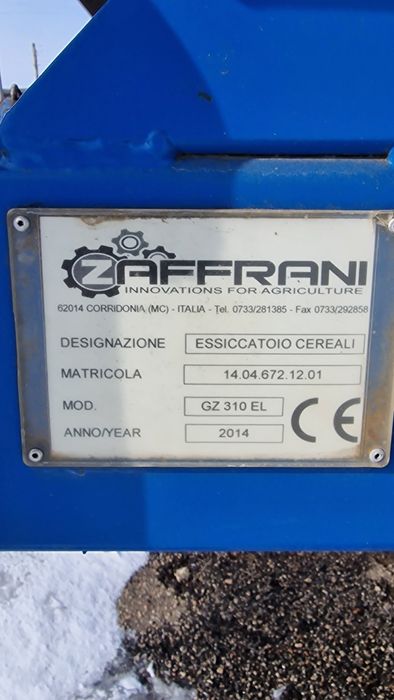 ZAFFRANI
INNOVATIONS FOR AGRICULTURE
62014 CORRIDONIA (MC) - ITALIA - Tel. 0733/281385 - Fax 0733/292858
DESIGNAZIONE ESSICCATOIO CEREALI
MATRICOLA 14.04.672.12.01
MOD. GZ 310 EL
ANNO/YEAR 2014
CE